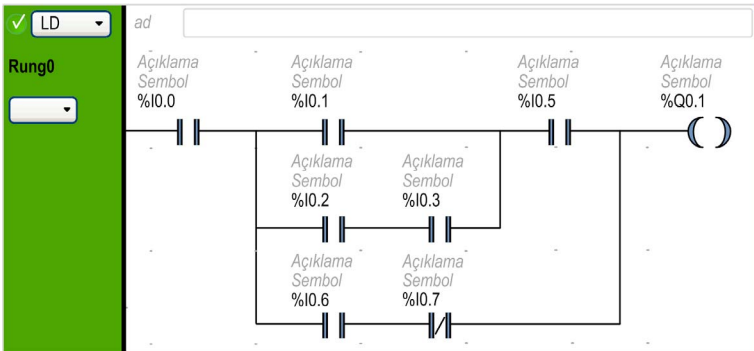 LD ad
Rung0
Açıklama Açıklama Açıklama Açıklama
Sembol Sembol Sembol Sembol
%I0.0 %I0.1 %I0.5 %Q0.1
Açıklama Açıklama
Sembol Sembol
%I0.2 %I0.3
Açıklama Açıklama
Sembol Sembol
%I0.6 %I0.7